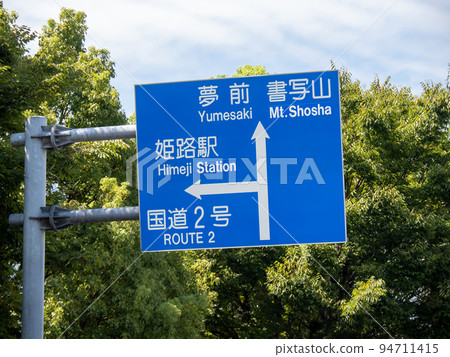 夢前 書写山
Yumesaki Mt.Shosha
姫路駅
Himeji Station
国道2号
ROUTE 2
PIXTA
pixta.jp - 94711415